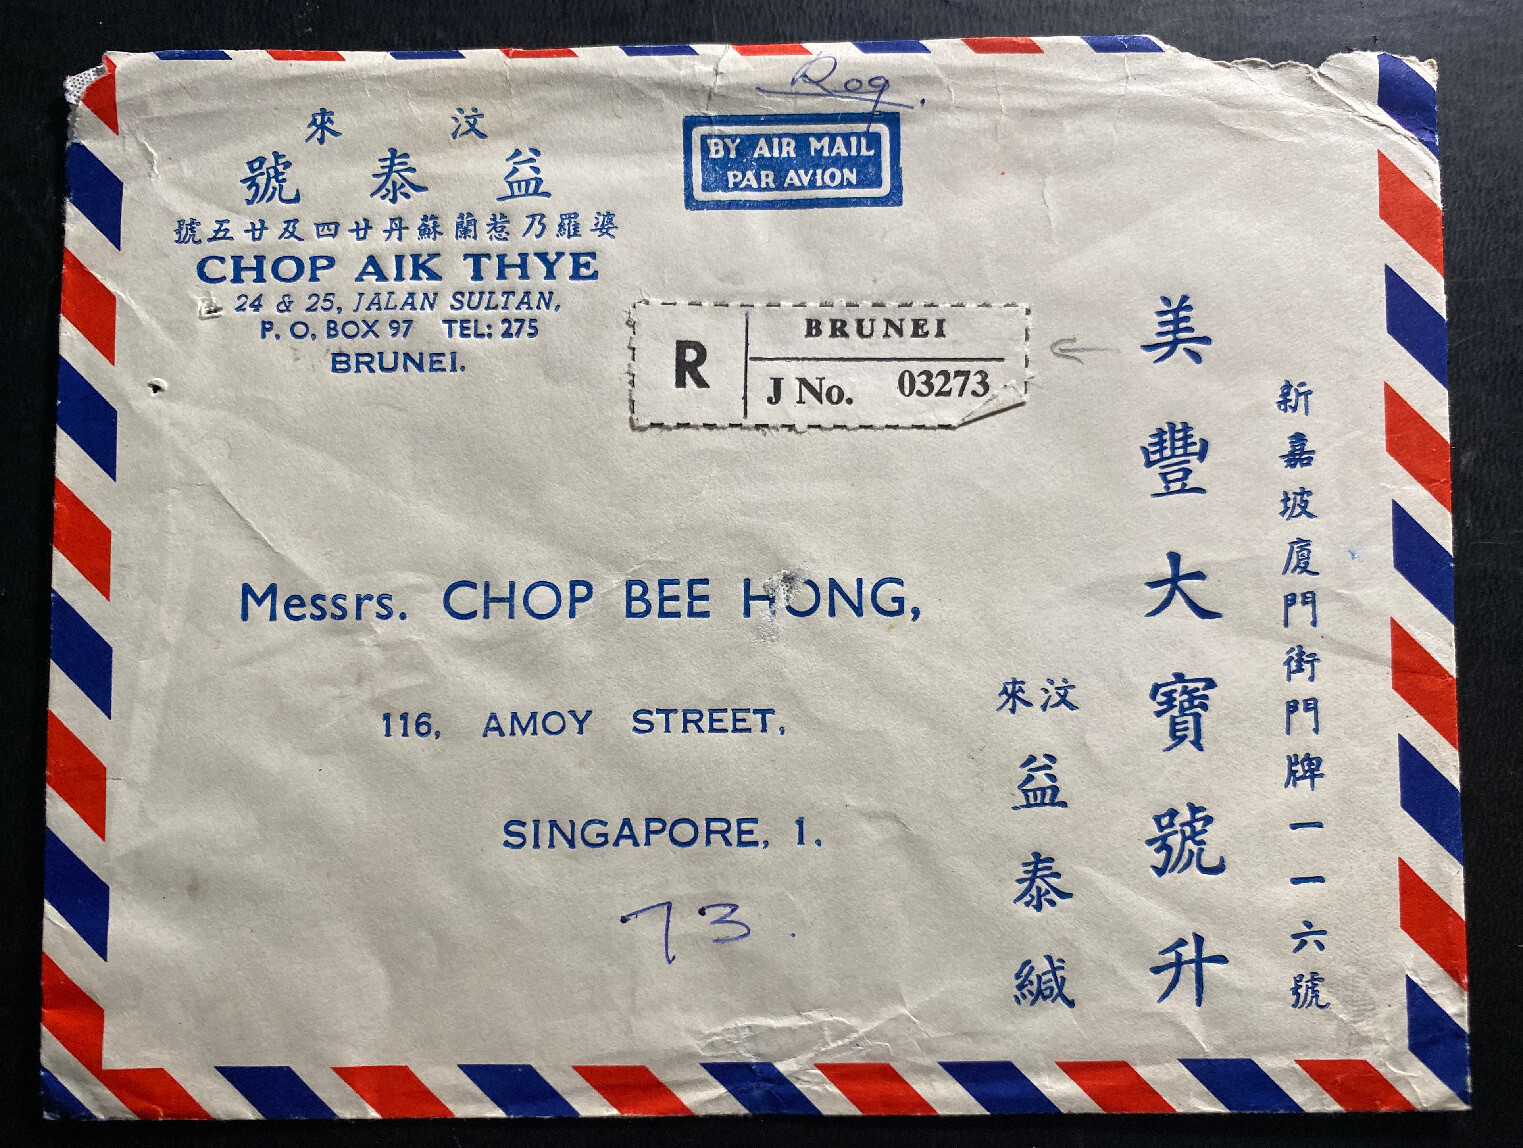 Reg.
汶來
益泰號
婆羅乃惹蘭蘇丹廿四及廿五號
CHOP AIK THYE
24 & 25, JALAN SULTAN,
P. O. BOX 97 TEL: 275
BRUNEI.
BY AIR MAIL
PAR AVION
R
BRUNEI
J No. 03273
Messrs. CHOP BEE HONG,
116, AMOY STREET,
SINGAPORE, 1.
73.
新嘉坡廈門街門牌一一六號
美豐大寶號升
汶來
益泰緘